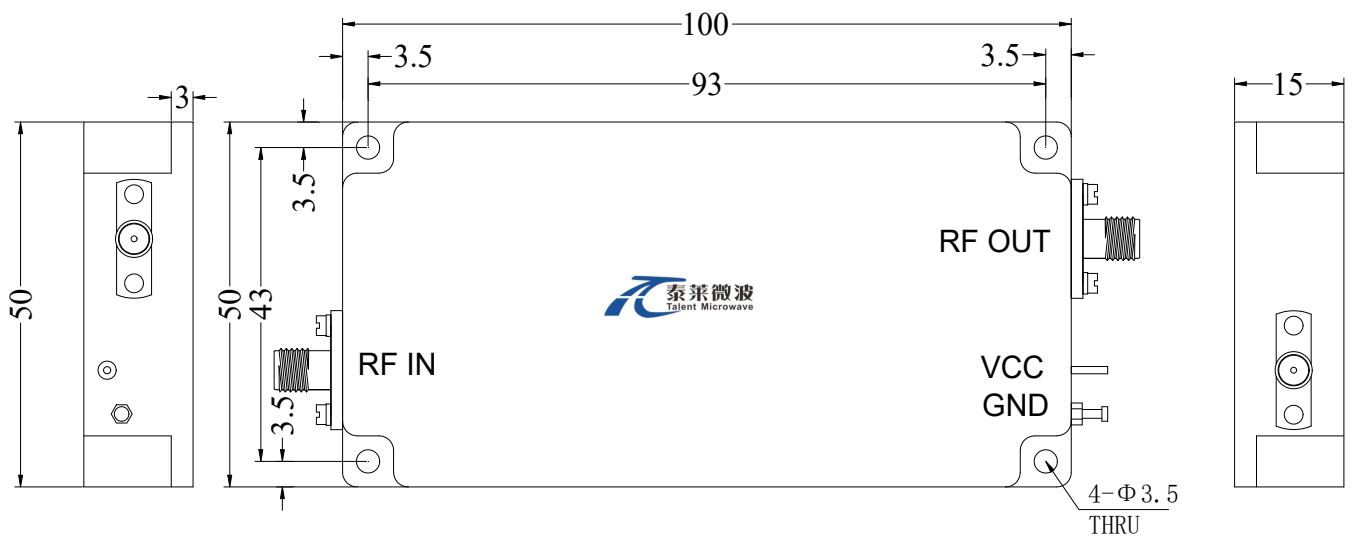 100
3.5
3.5
93
3
15
50
50
43
3.5
3.5
RF OUT
泰莱微波
Talent Microwave
RF IN
VCC
GND
4-Φ3.5
THRU